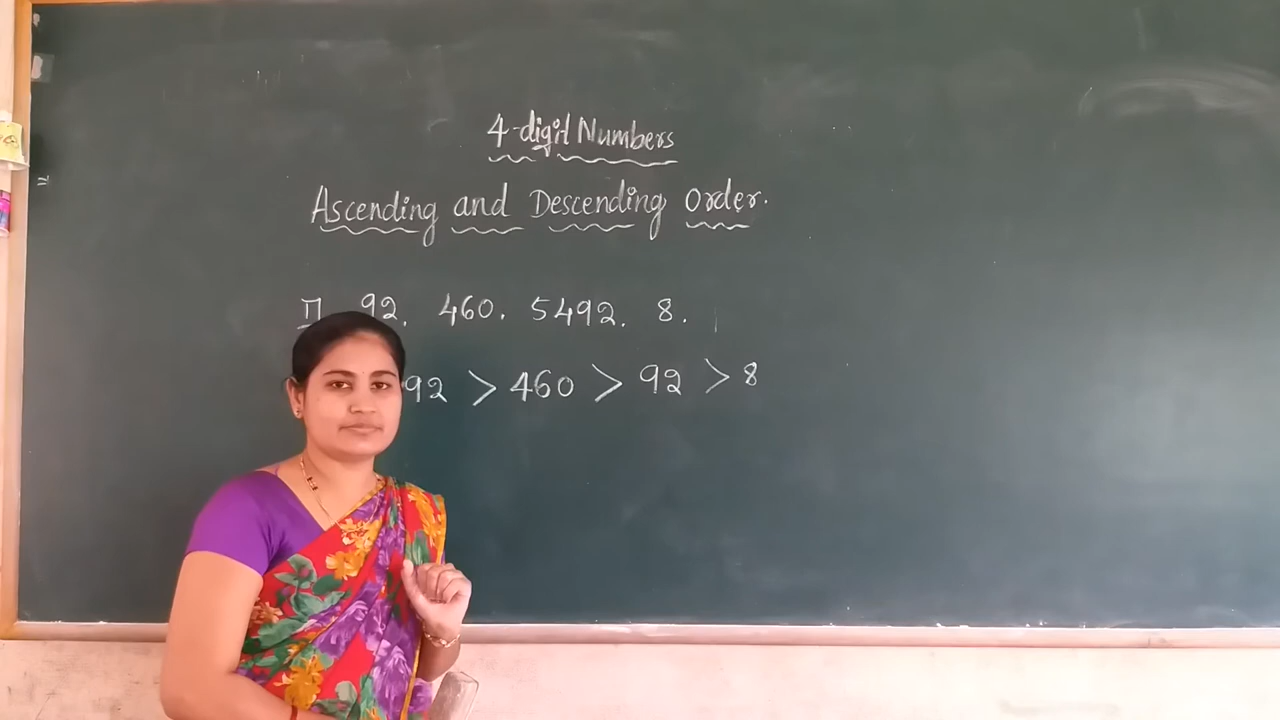 4-digit Numbers
Ascending and Descending Order.
92, 460, 5492, 8.
92 > 460 > 92 > 8